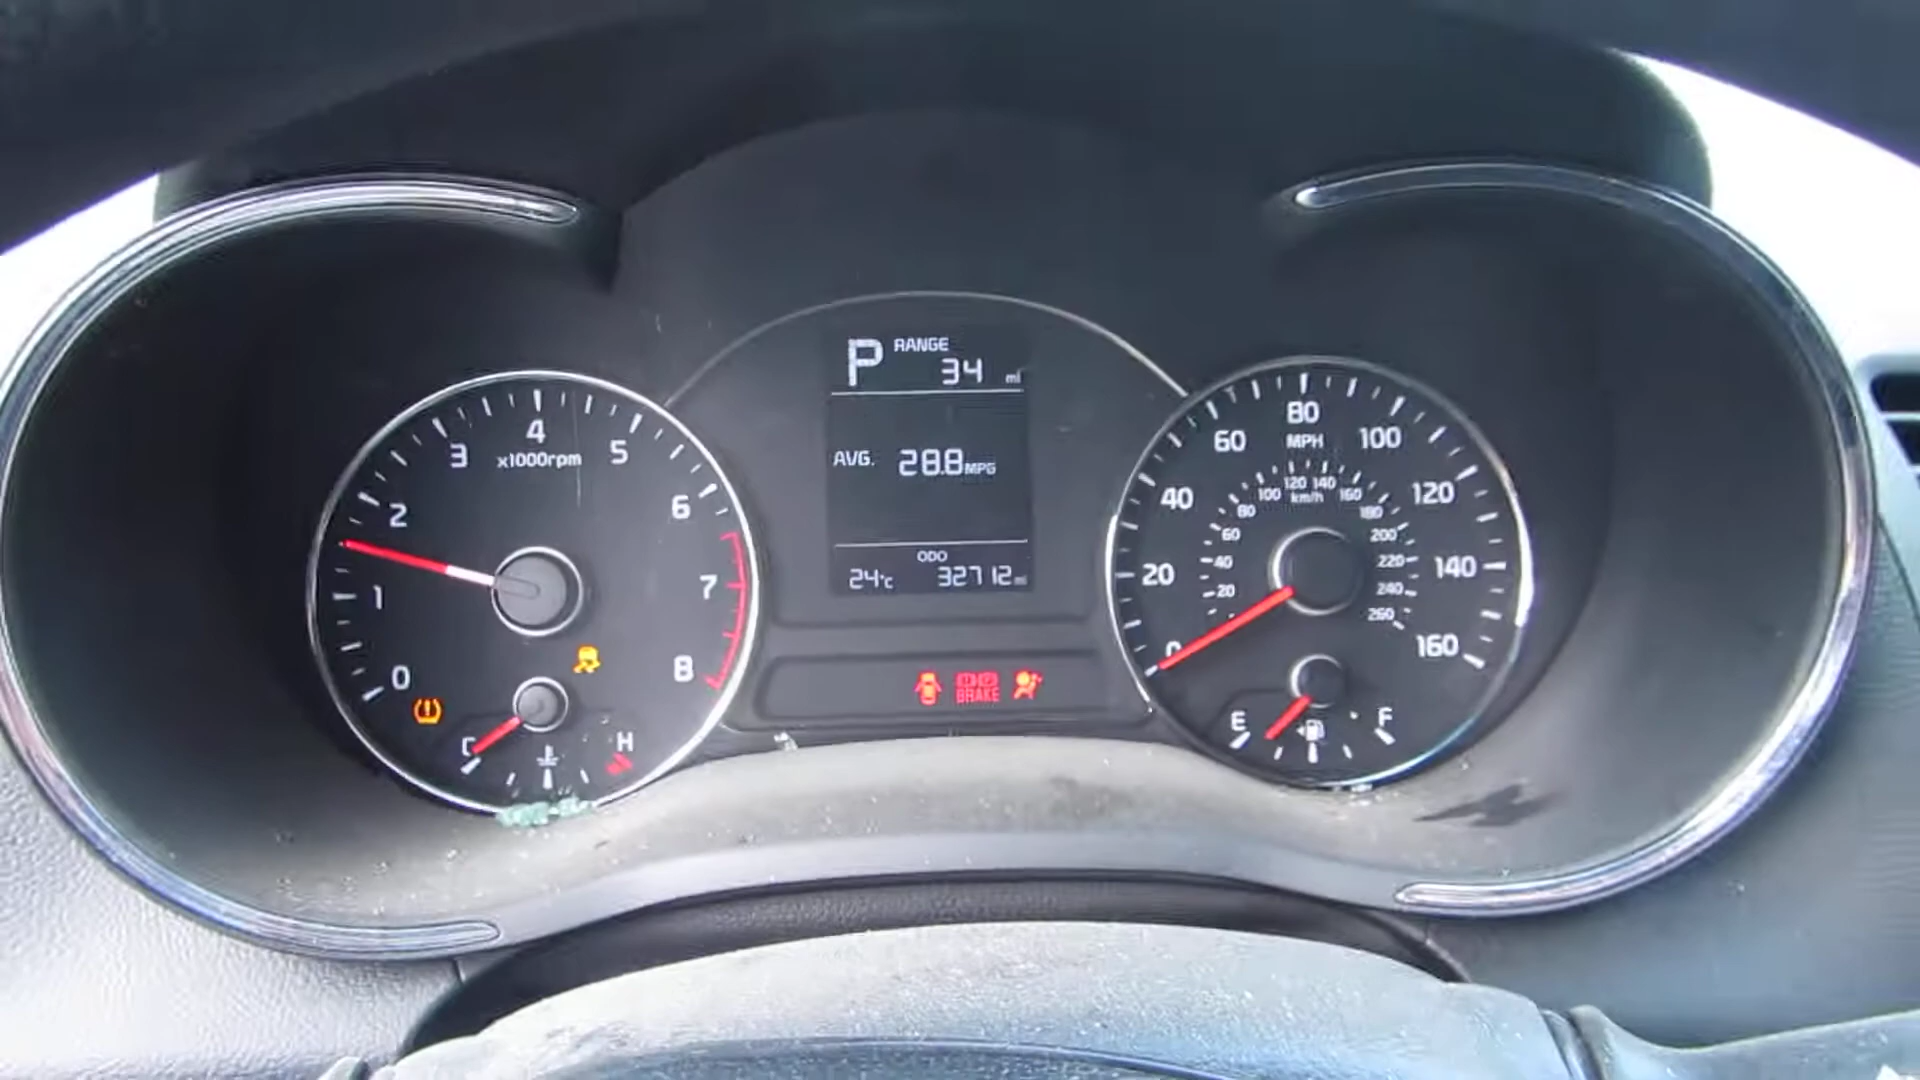 P RANGE
34 mi
AVG. 28.8 MPG
ODO
24°C 32712 mi
0
1
2
3
4
5
6
7
8
x1000rpm
C
H
BRAKE
0
20
40
60
80
100
120
140
160
MPH
20
40
60
80
100
120
140
160
180
200
220
240
260
km/h
E
F